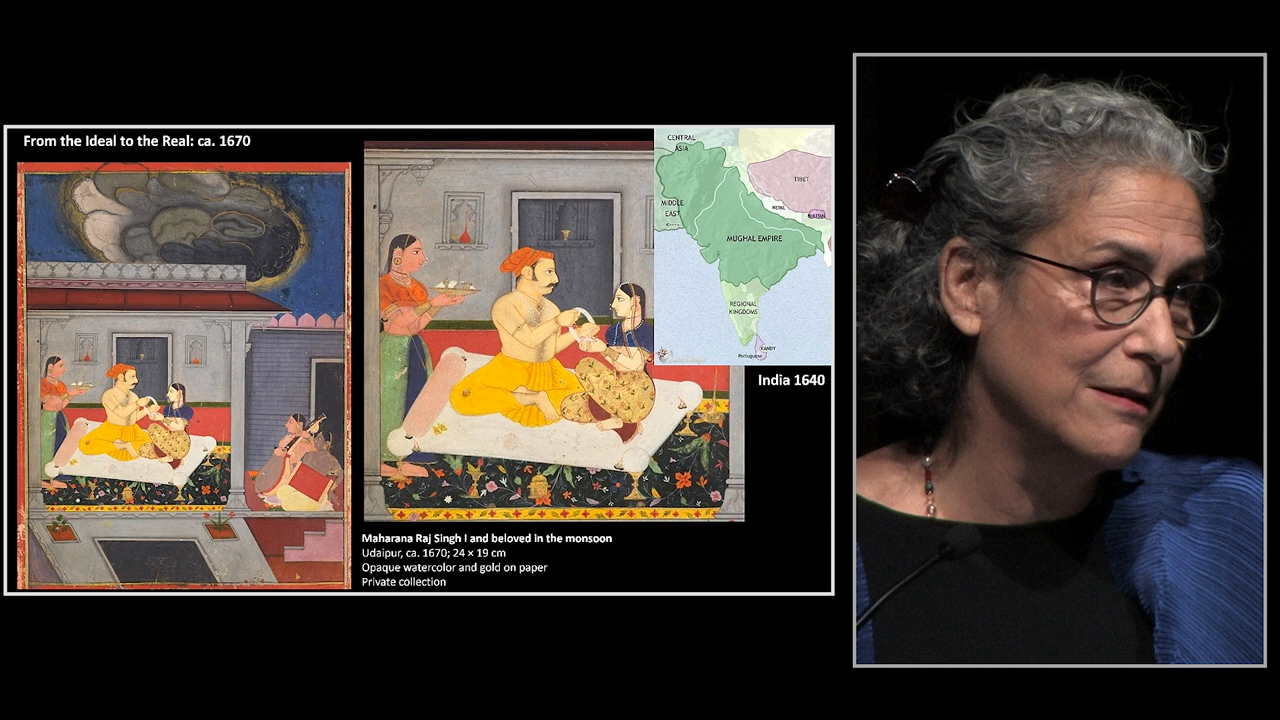 From the Ideal to the Real: ca. 1670
CENTRAL
ASIA
TIBET
MIDDLE
EAST
NEPAL
BHUTAN
MUGHAL EMPIRE
REGIONAL
KINGDOMS
KANDY
Portuguese
India 1640
Maharana Raj Singh I and beloved in the monsoon
Udaipur, ca. 1670; 24 × 19 cm
Opaque watercolor and gold on paper
Private collection